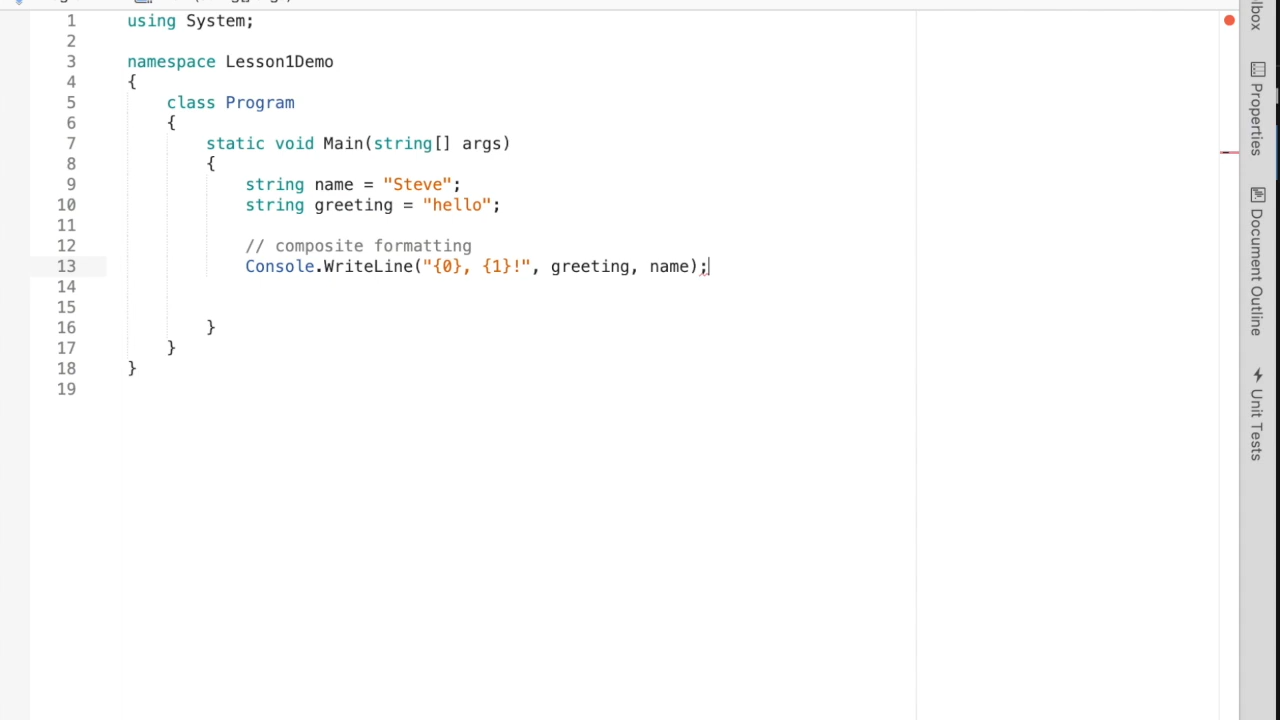 1 using System;
2
3 namespace Lesson1Demo
4 {
5     class Program
6     {
7         static void Main(string[] args)
8         {
9             string name = "Steve";
10             string greeting = "hello";
11
12             // composite formatting
13             Console.WriteLine("{0}, {1}!", greeting, name);
14
15
16         }
17     }
18 }
19
lbox
Properties
Document Outline
Unit Tests